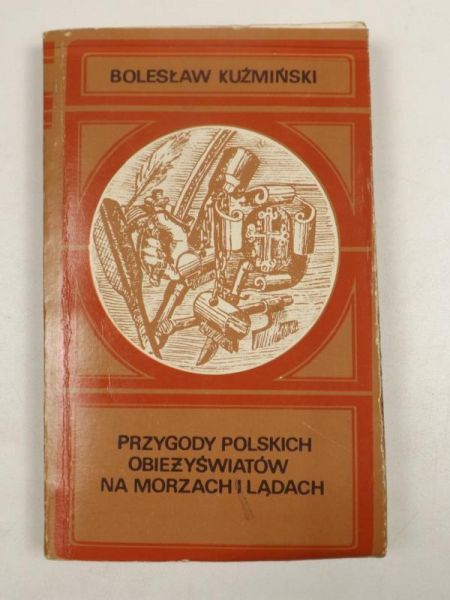 BOLESŁAW KUŹMIŃSKI
PRZYGODY POLSKICH
OBIEŻYŚWIATÓW
NA MORZACH I LĄDACH